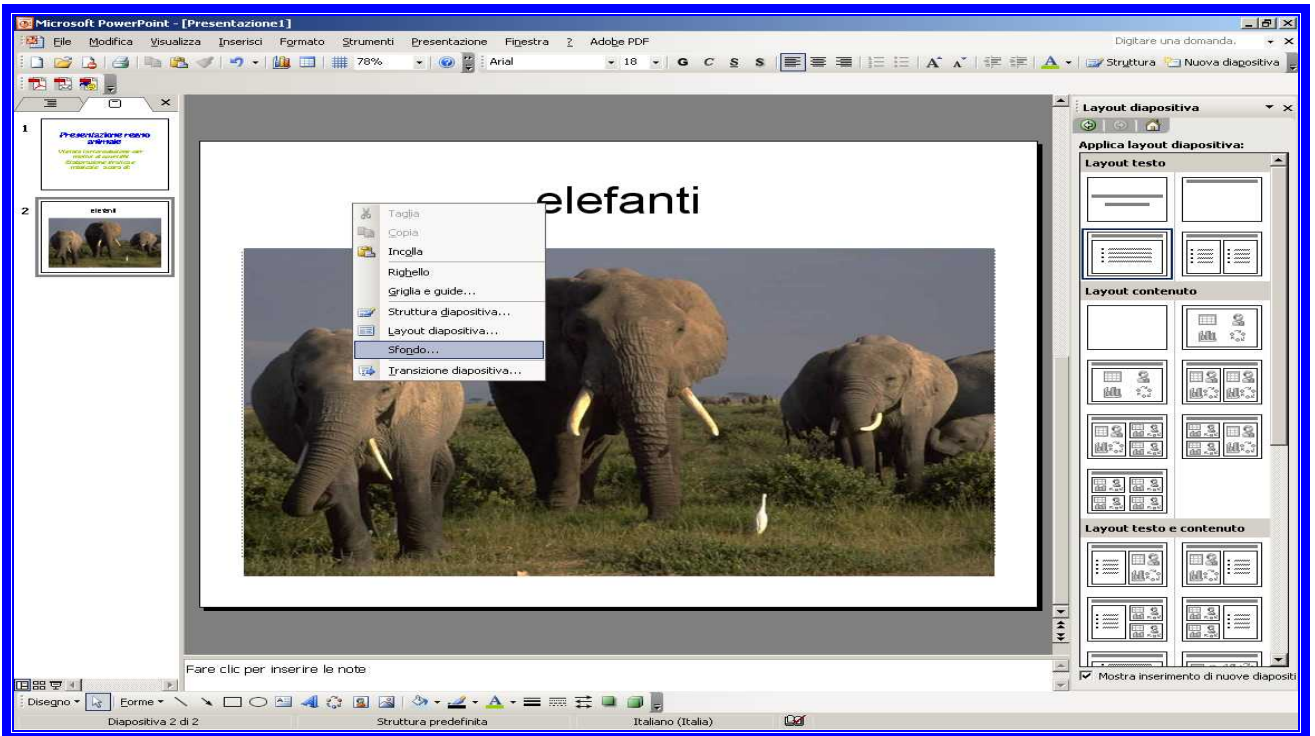 Microsoft PowerPoint - [Presentazione1]
File Modifica Visualizza Inserisci Formato Strumenti Presentazione Finestra ? Adobe PDF
Digitare una domanda.
78% Arial 18 G C S S A A A Struttura Nuova diapositiva
1
Presentazione regno
animale
2
elefanti
elefanti
Taglia
Copia
Incolla
Righello
Griglia e guide...
Struttura diapositiva...
Layout diapositiva...
Sfondo...
Transizione diapositiva...
Layout diapositiva
Applica layout diapositiva:
Layout testo
Layout contenuto
Layout testo e contenuto
Mostra inserimento di nuove diapositi
Fare clic per inserire le note
Disegno Forme A
Diapositiva 2 di 2 Struttura predefinita Italiano (Italia)